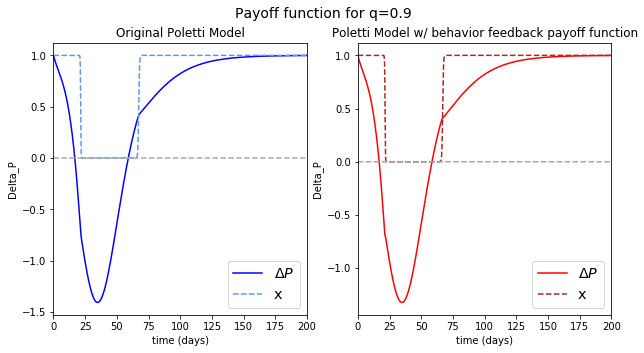 Payoff function for q=0.9
Original Poletti Model
1.0
0.5
0.0
−0.5
−1.0
−1.5
Delta_P
0 25 50 75 100 125 150 175 200
time (days)
ΔP
x
Poletti Model w/ behavior feedback payoff function
1.0
0.5
0.0
−0.5
−1.0
Delta_P
0 25 50 75 100 125 150 175 200
time (days)
ΔP
x